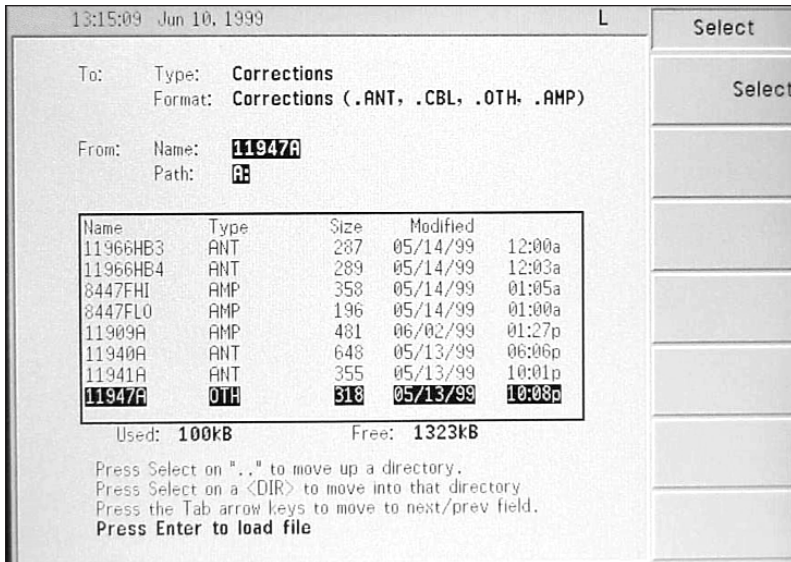 13:15:09 Jun 10, 1999 L
Select
Select
To: Type: Corrections
Format: Corrections (.ANT, .CBL, .OTH, .AMP)
From: Name: 11947A
Path: A:
Name Type Size Modified
11966HB3 ANT 287 05/14/99 12:00a
11966HB4 ANT 289 05/14/99 12:03a
8447FHI AMP 358 05/14/99 01:05a
8447FLO AMP 196 05/14/99 01:00a
11909A AMP 481 06/02/99 01:27p
11940A ANT 648 05/13/99 06:06p
11941A ANT 355 05/13/99 10:01p
11947A OTH 318 05/13/99 10:08p
Used: 100kB Free: 1323kB
Press Select on ".." to move up a directory.
Press Select on a <DIR> to move into that directory
Press the Tab arrow keys to move to next/prev field.
Press Enter to load file